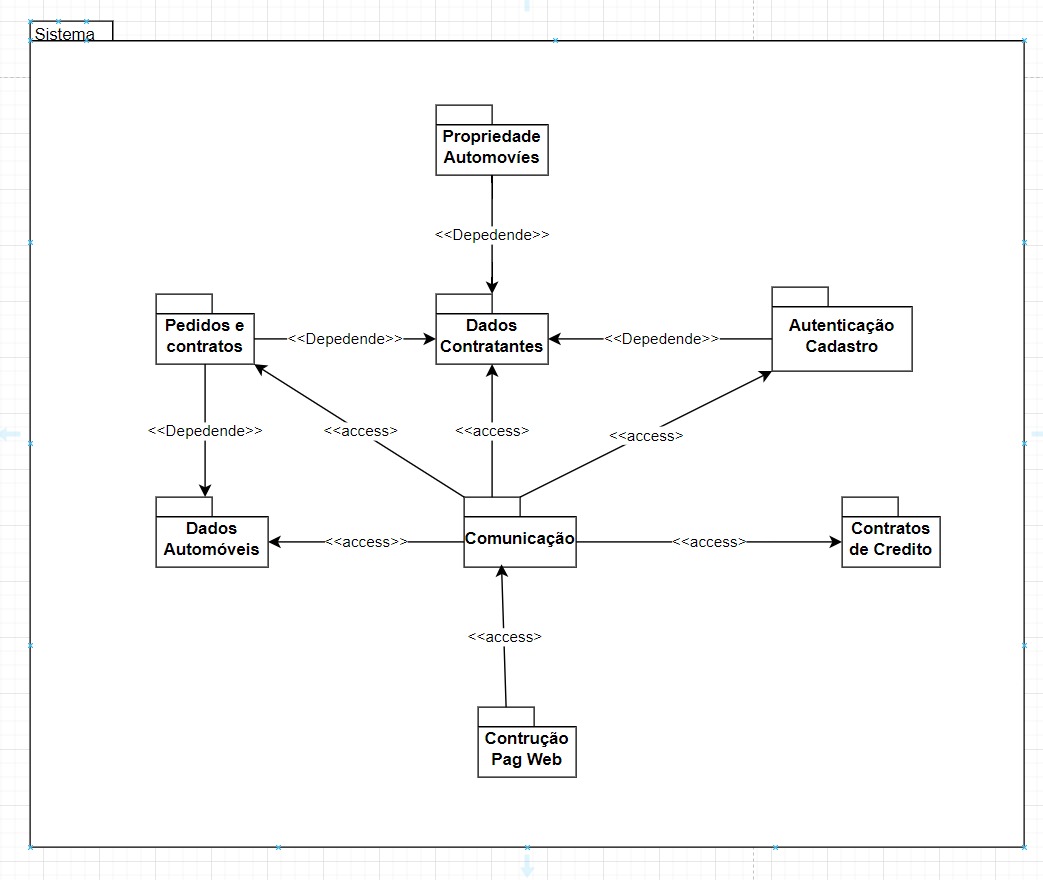 Sistema
Propriedade
Automovíes
<<Depedende>>
Pedidos e
contratos
<<Depedende>>
Dados
Contratantes
<<Depedende>>
Autenticação
Cadastro
<<Depedende>>
<<access>
<<access>
<<access>
Dados
Automóveis
<<access>>
Comunicação
<<access>
Contratos
de Credito
<<access>
Contrução
Pag Web